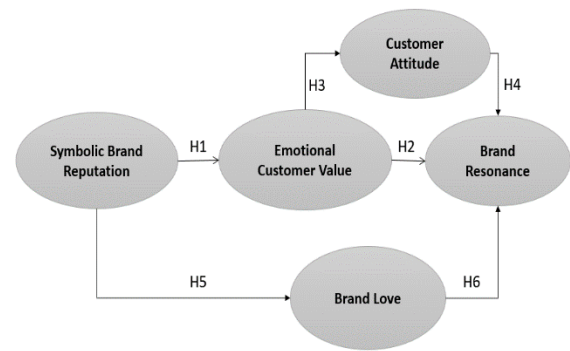 Customer
Attitude
H3
H4
Symbolic Brand
Reputation
H1
Emotional
Customer Value
H2
Brand
Resonance
H5
Brand Love
H6